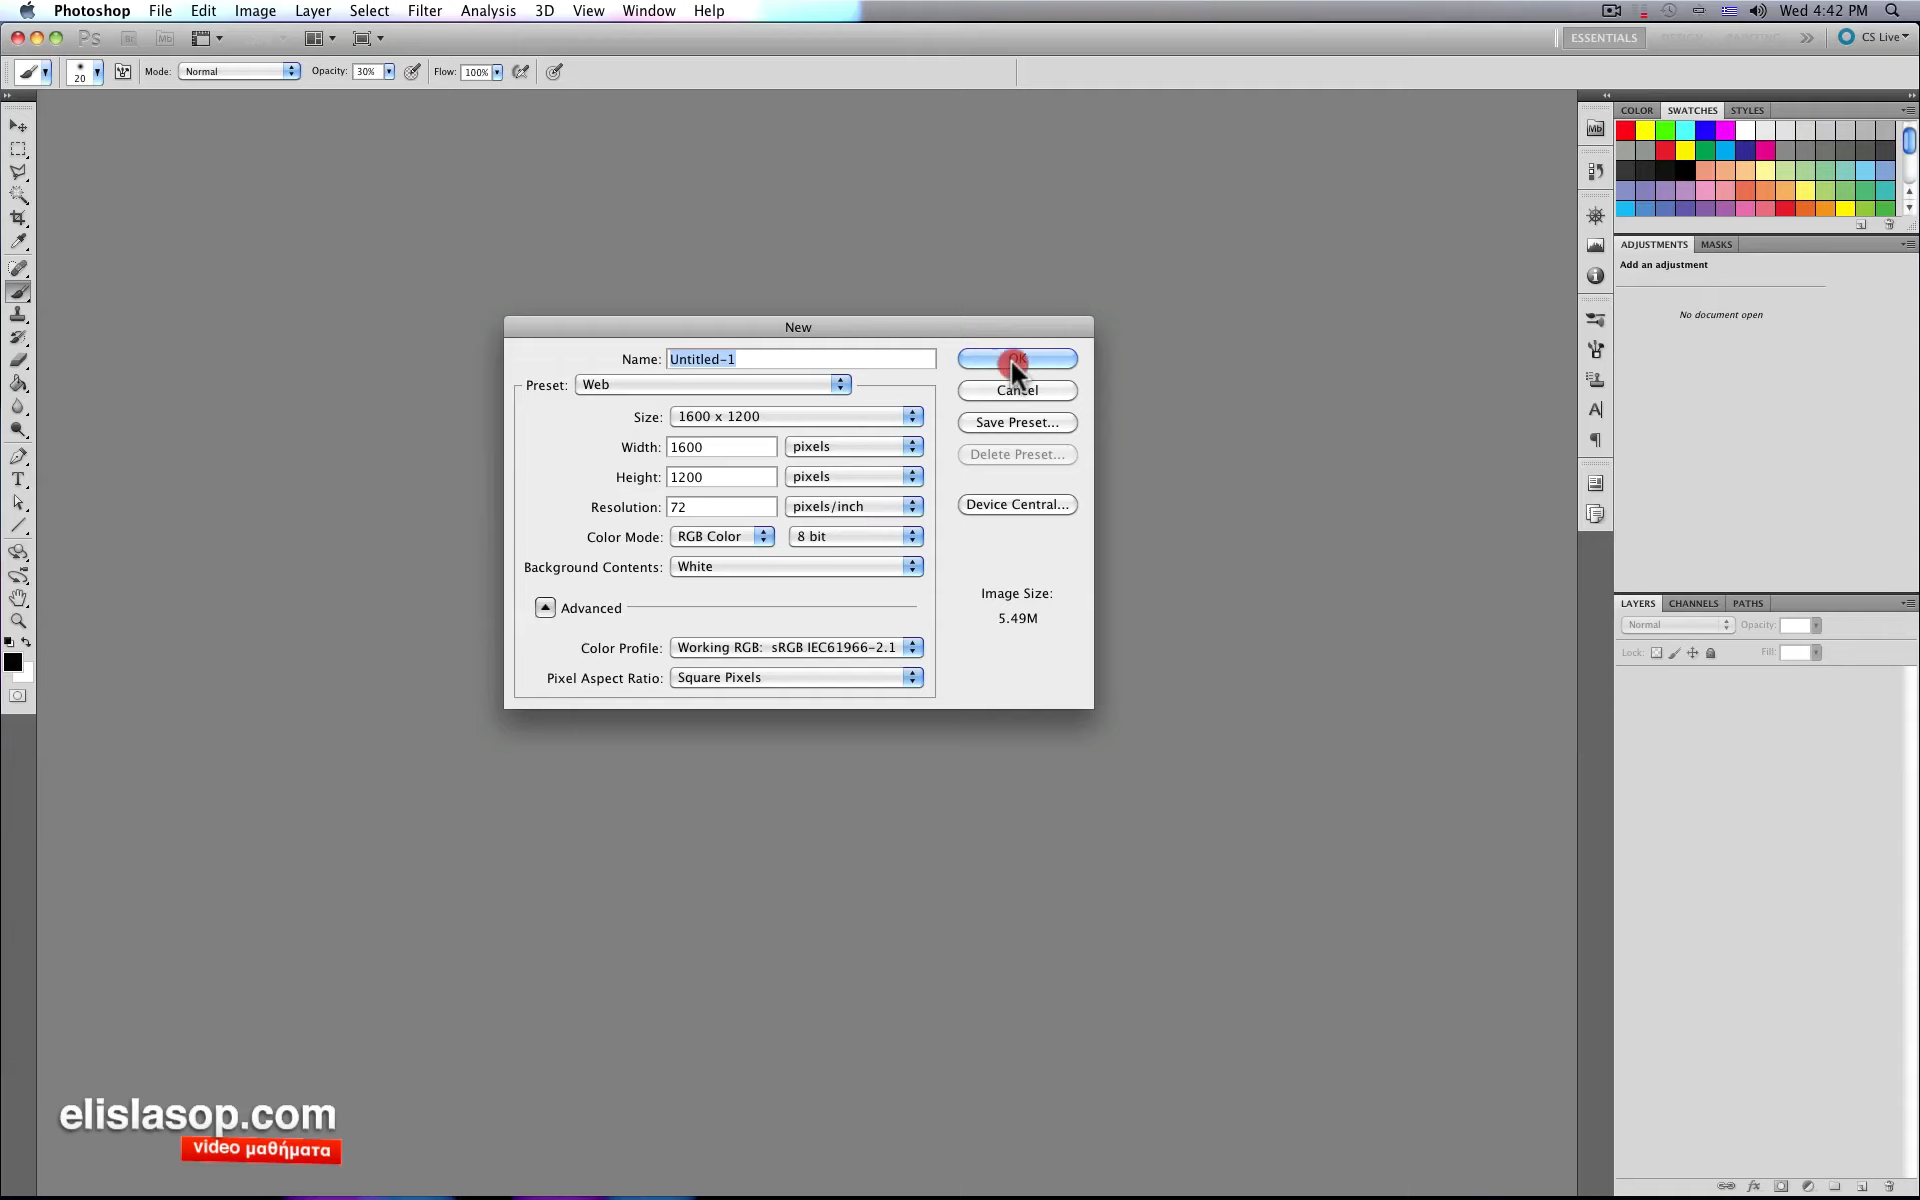 Photoshop File Edit Image Layer Select Filter Analysis 3D View Window Help Wed 4:42 PM
Ps Br Mb ESSENTIALS CS Live
20 Mode: Normal Opacity: 30% Flow: 100%
COLOR SWATCHES STYLES
Mb
ADJUSTMENTS MASKS
Add an adjustment
No document open
New
Name: Untitled-1 OK
Preset: Web Cancel
Size: 1600 x 1200 Save Preset...
Width: 1600 pixels
Delete Preset...
Height: 1200 pixels
Resolution: 72 pixels/inch Device Central...
Color Mode: RGB Color 8 bit
Background Contents: White
Image Size:
5.49M
Advanced
Color Profile: Working RGB: sRGB IEC61966-2.1
Pixel Aspect Ratio: Square Pixels
LAYERS CHANNELS PATHS
Normal Opacity:
Lock: Fill:
elislasop.com
video μαθήματα